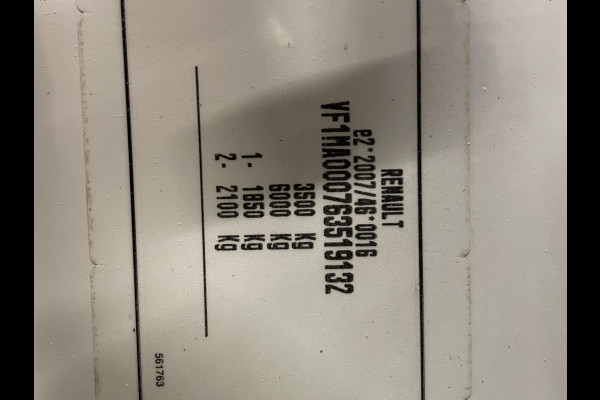 RENAULT
e2*2007/46*0016
VF1MA000763519132
3500 Kg
6000 Kg
1- 1850 Kg
2- 2100 Kg
561763